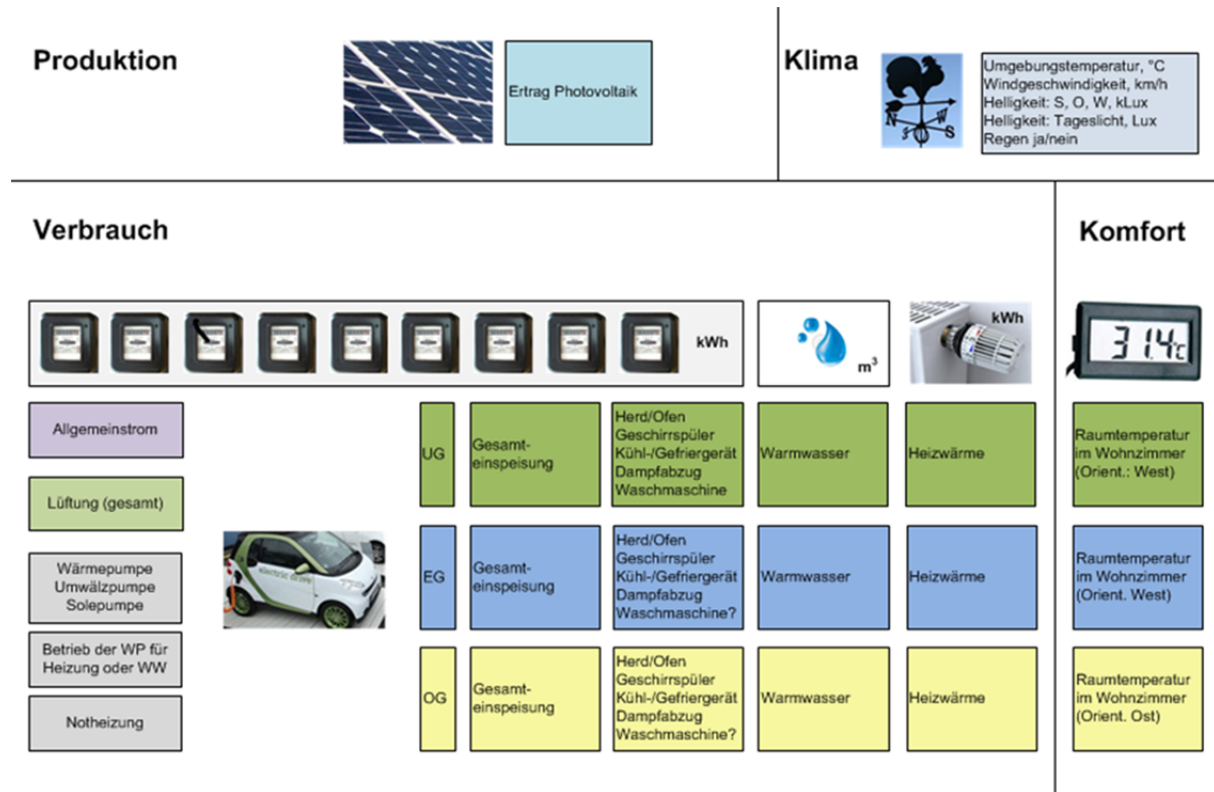 Produktion
Ertrag Photovoltaik
Klima
Umgebungstemperatur, °C
Windgeschwindigkeit, km/h
Helligkeit: S, O, W, kLux
Helligkeit: Tageslicht, Lux
Regen ja/nein
N
W
S
Verbrauch
Komfort
kWh
m³
kWh
31.4°C
Allgemeinstrom
Lüftung (gesamt)
Wärmepumpe
Umwälzpumpe
Solepumpe
Betrieb der WP für
Heizung oder WW
Notheizung
electric drive
UG
Gesamt-
einspeisung
Herd/Ofen
Geschirrspüler
Kühl-/Gefriergerät
Dampfabzug
Waschmaschine
Warmwasser
Heizwärme
Raumtemperatur
im Wohnzimmer
(Orient.: West)
EG
Gesamt-
einspeisung
Herd/Ofen
Geschirrspüler
Kühl-/Gefriergerät
Dampfabzug
Waschmaschine?
Warmwasser
Heizwärme
Raumtemperatur
im Wohnzimmer
(Orient. West)
OG
Gesamt-
einspeisung
Herd/Ofen
Geschirrspüler
Kühl-/Gefriergerät
Dampfabzug
Waschmaschine?
Warmwasser
Heizwärme
Raumtemperatur
im Wohnzimmer
(Orient. Ost)